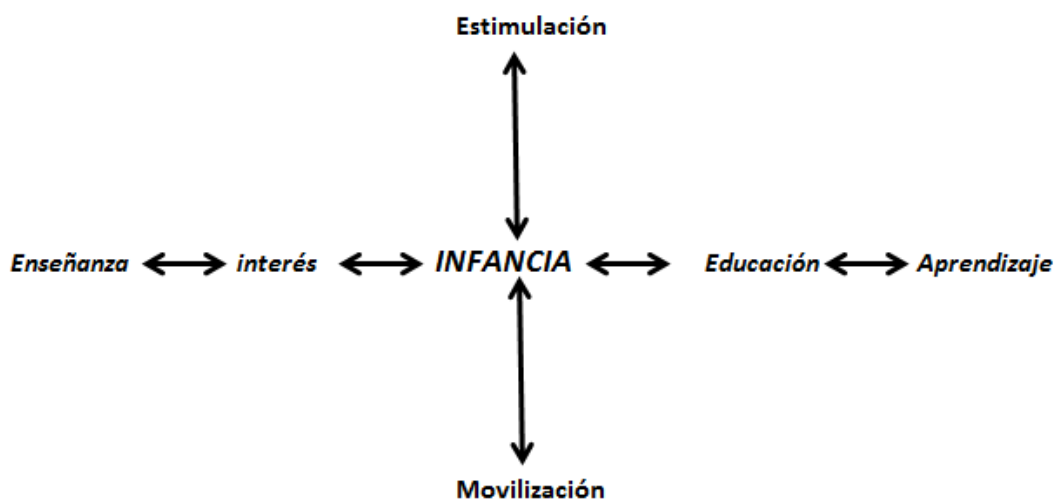 Estimulación
Enseñanza interés INFANCIA Educación Aprendizaje
Movilización